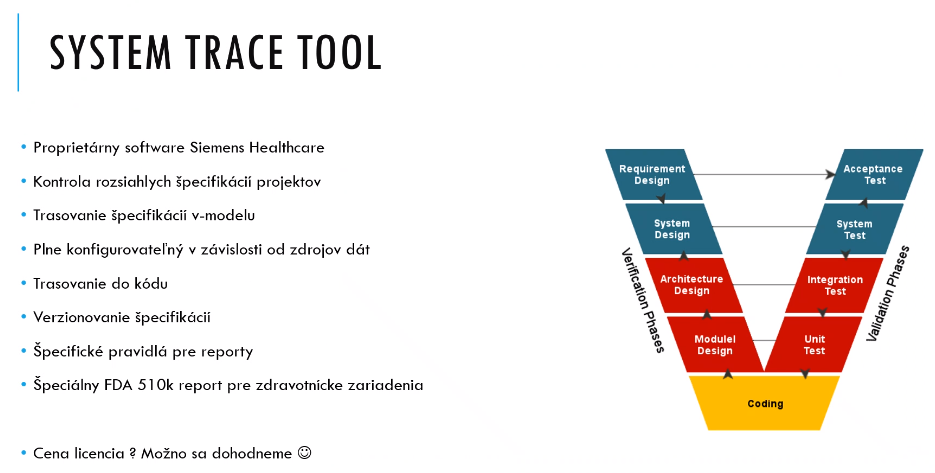 SYSTEM TRACE TOOL
• Proprietárny software Siemens Healthcare
• Kontrola rozsiahlych špecifikácií projektov
• Trasovanie špecifikácií v-modelu
• Plne konfigurovateľný v závislosti od zdrojov dát
• Trasovanie do kódu
• Verzionovanie špecifikácií
• Špecifické pravidlá pre reporty
• Špeciálny FDA 510k report pre zdravotnícke zariadenia
• Cena licencia ? Možno sa dohodneme ☺
Requirement
Design
System
Design
Architecture
Design
Modulel
Design
Coding
Unit
Test
Integration
Test
System
Test
Acceptance
Test
Verification Phases
Validation Phases